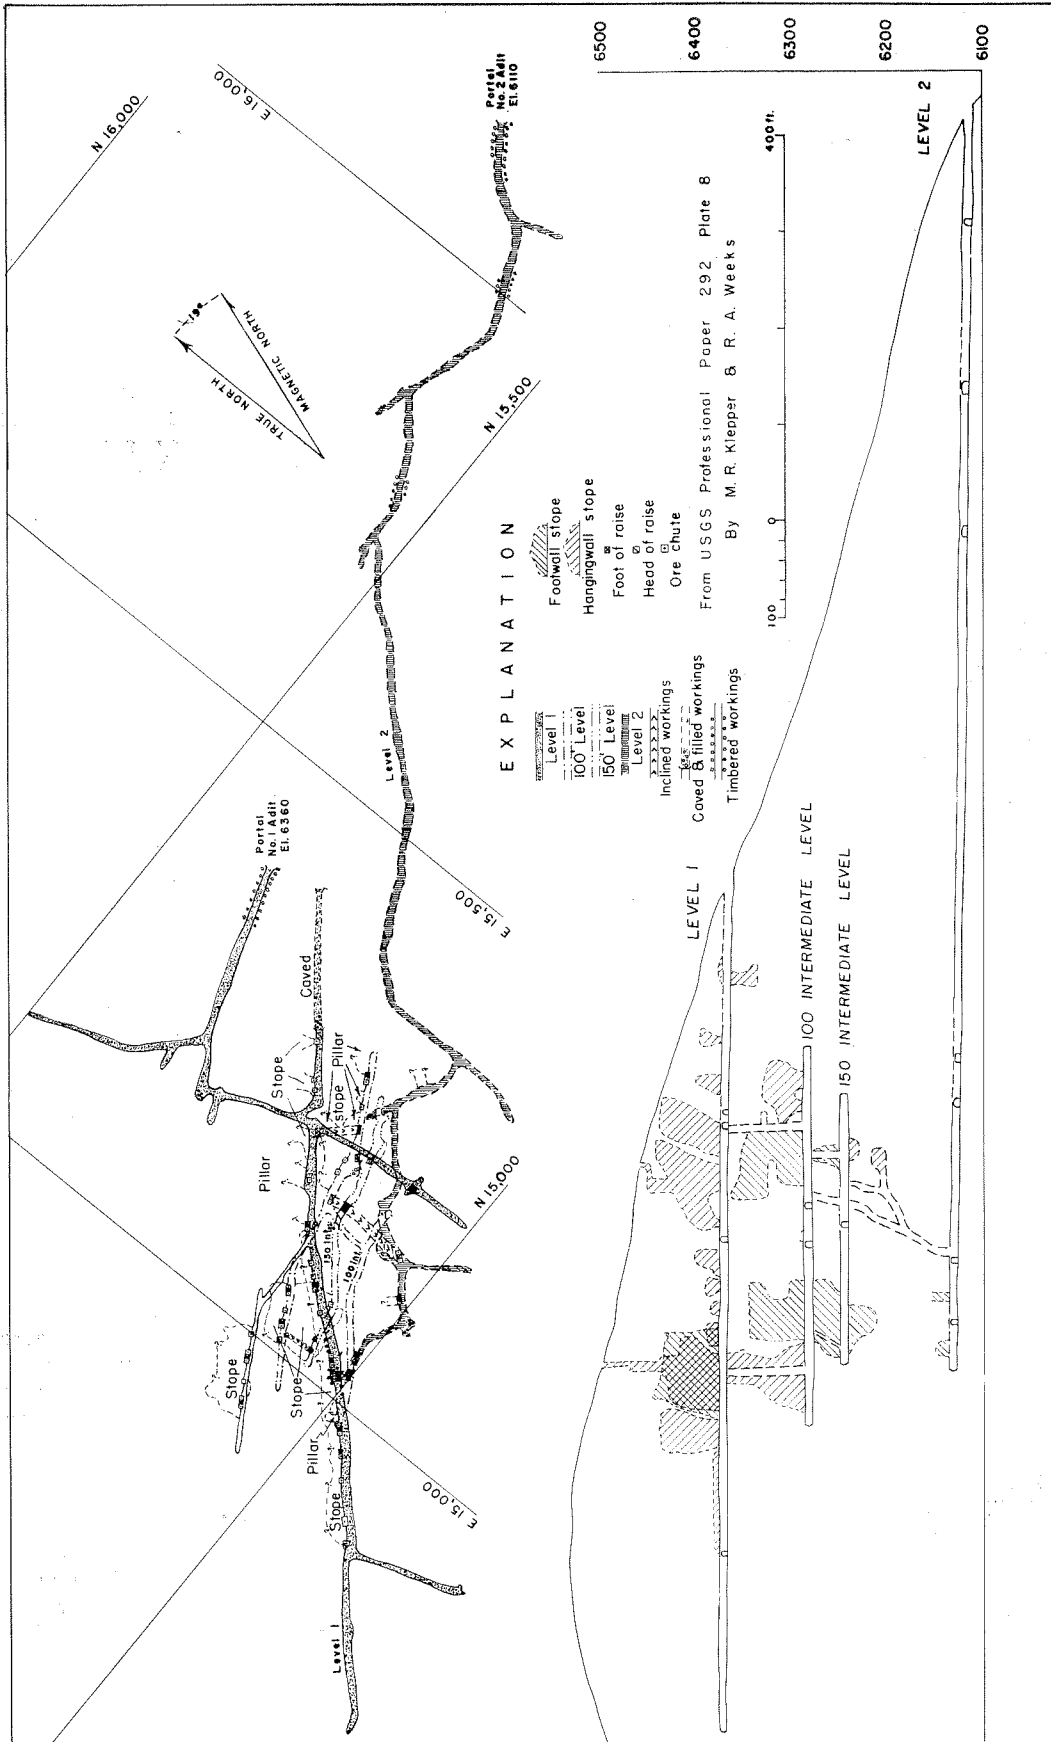 N 16,000
E 16,000
Portal
No. 2 Adit
El. 6110
TRUE NORTH
MAGNETIC NORTH
19°
N 15,500
Level 2
E 15,500
Portal
No. 1 Adit
El. 6360
Caved
Stope
Pillar
stope
Pillar
150 Int.
100 Int.
N 15,000
Stope
Stope
Pillar
Stope
E 15,000
Level 1
EXPLANATION
Level 1
100' Level
150' Level
Level 2
Inclined workings
Caved & filled workings
Timbered workings
Footwall stope
Hangingwall stope
Foot of raise
Head of raise
Ore chute
From USGS Professional Paper 292 Plate 8
By M. R. Klepper & R. A. Weeks
100 0 400 ft.
6500
6400
6300
6200
6100
LEVEL 1
100 INTERMEDIATE LEVEL
150 INTERMEDIATE LEVEL
LEVEL 2